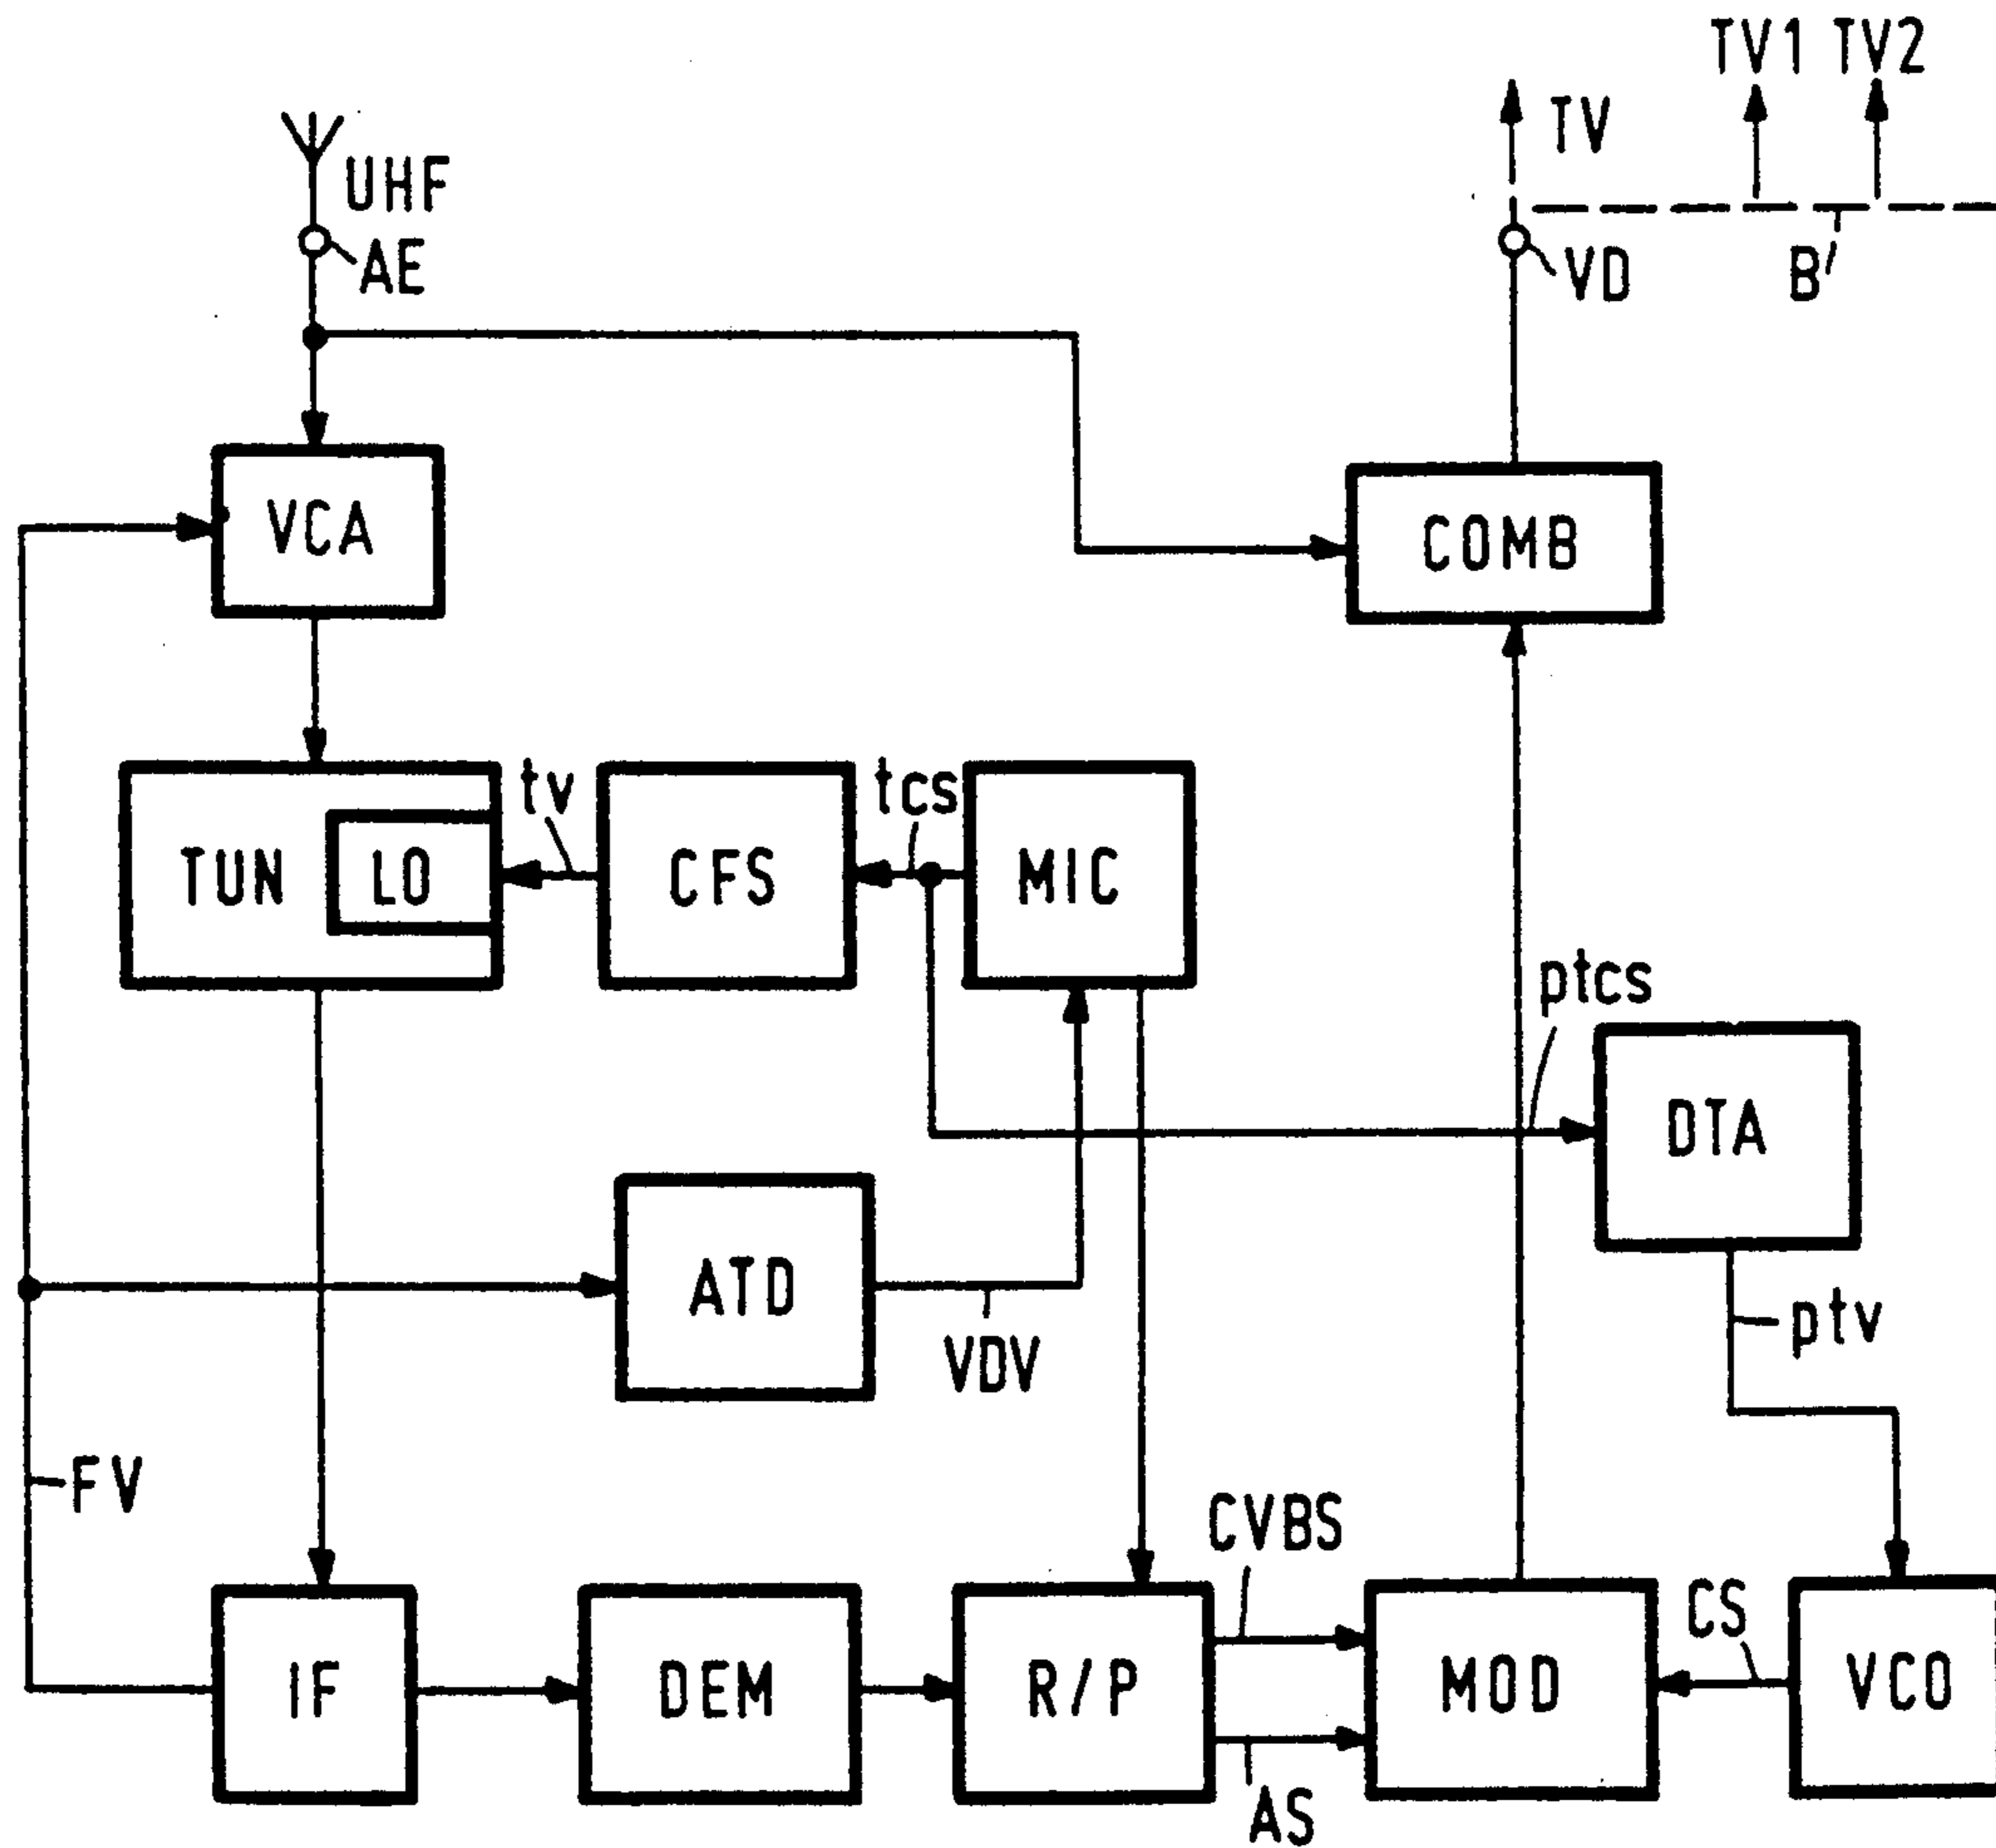 TV1 TV2
TV
UHF
AE
VD
B'
VCA
COMB
tv
tcs
TUN
LO
CFS
MIC
ptcs
DTA
ATD
VDV
ptv
FV
CVBS
CS
IF
DEM
R/P
MOD
VCO
AS